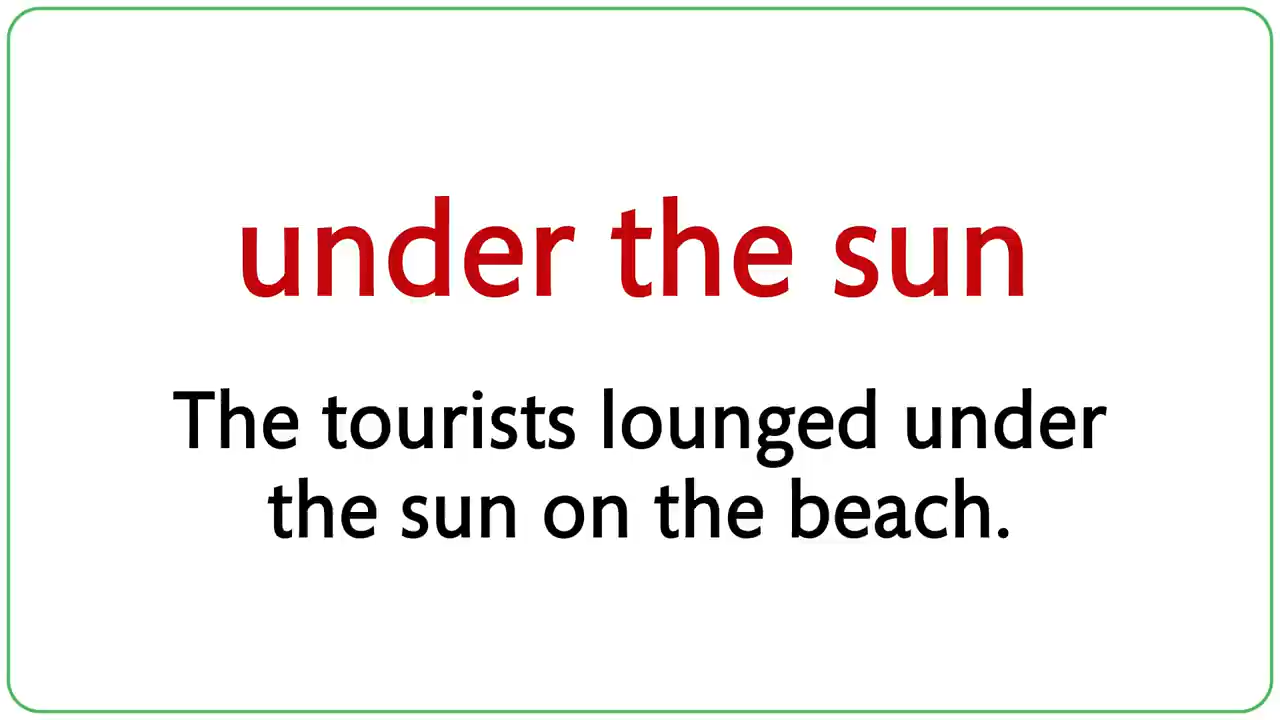 under the sun
The tourists lounged under
the sun on the beach.